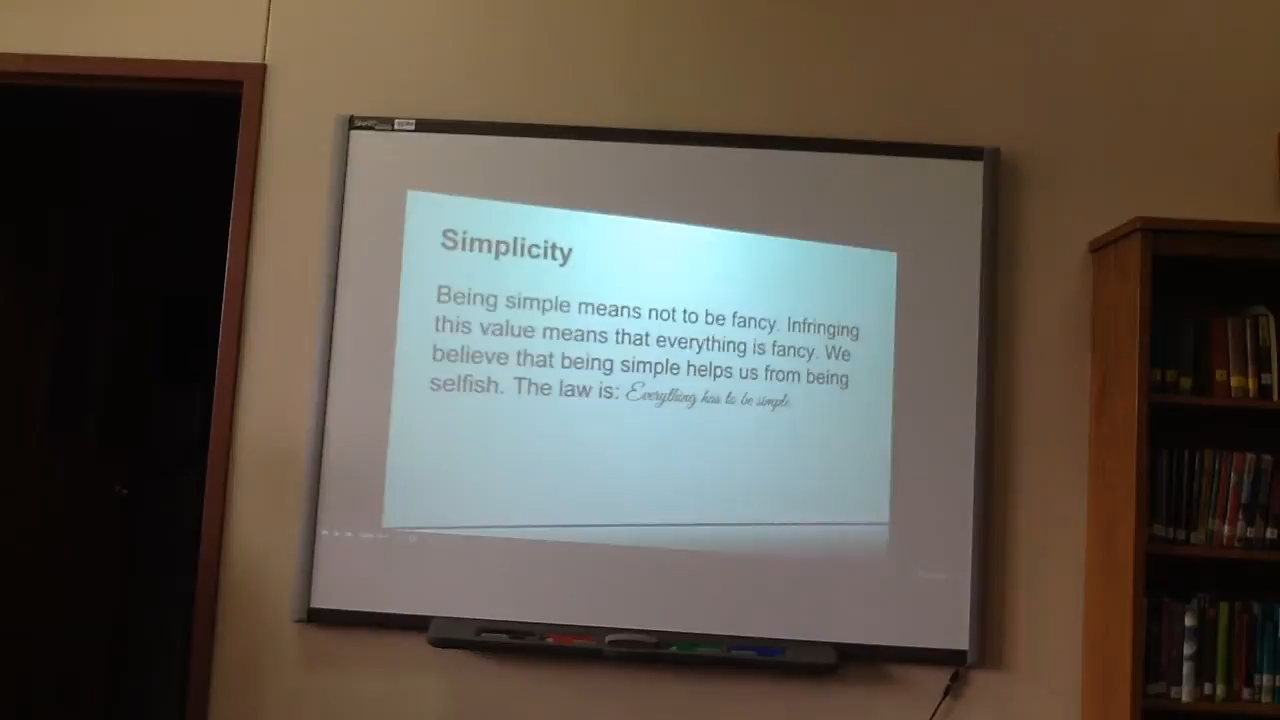 Simplicity
Being simple means not to be fancy. Infringing
this value means that everything is fancy. We
believe that being simple helps us from being
selfish. The law is: Everything has to be simple.